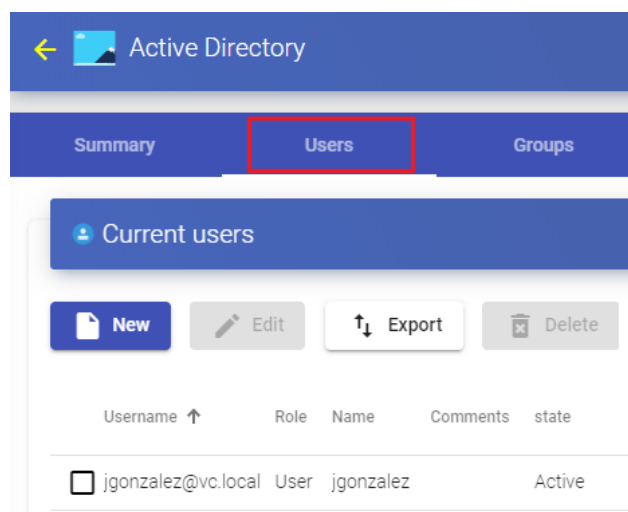 Active Directory
Summary Users Groups
Current users
New Edit Export Delete
Username Role Name Comments state
jgonzalez@vc.local User jgonzalez Active